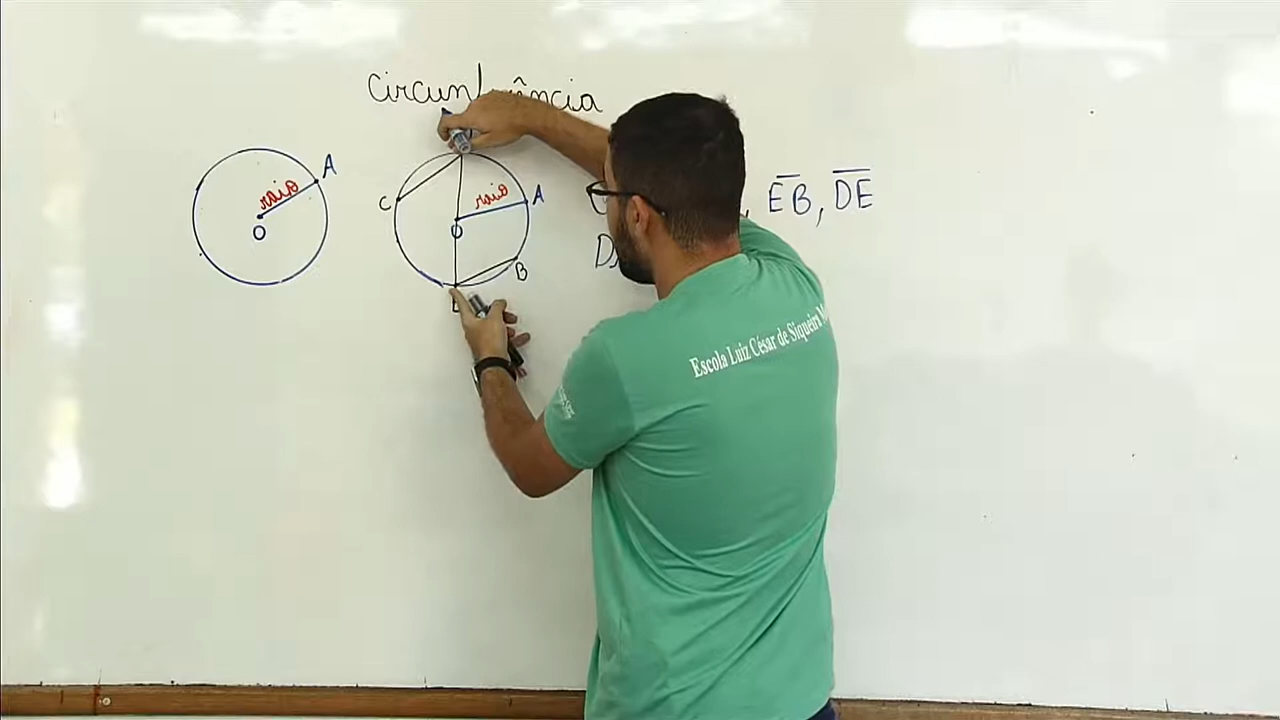 Circun ência
A
raio
O
C
raio
A
O
B
, EB, DE
D
Escola Luiz César de Siqueira M